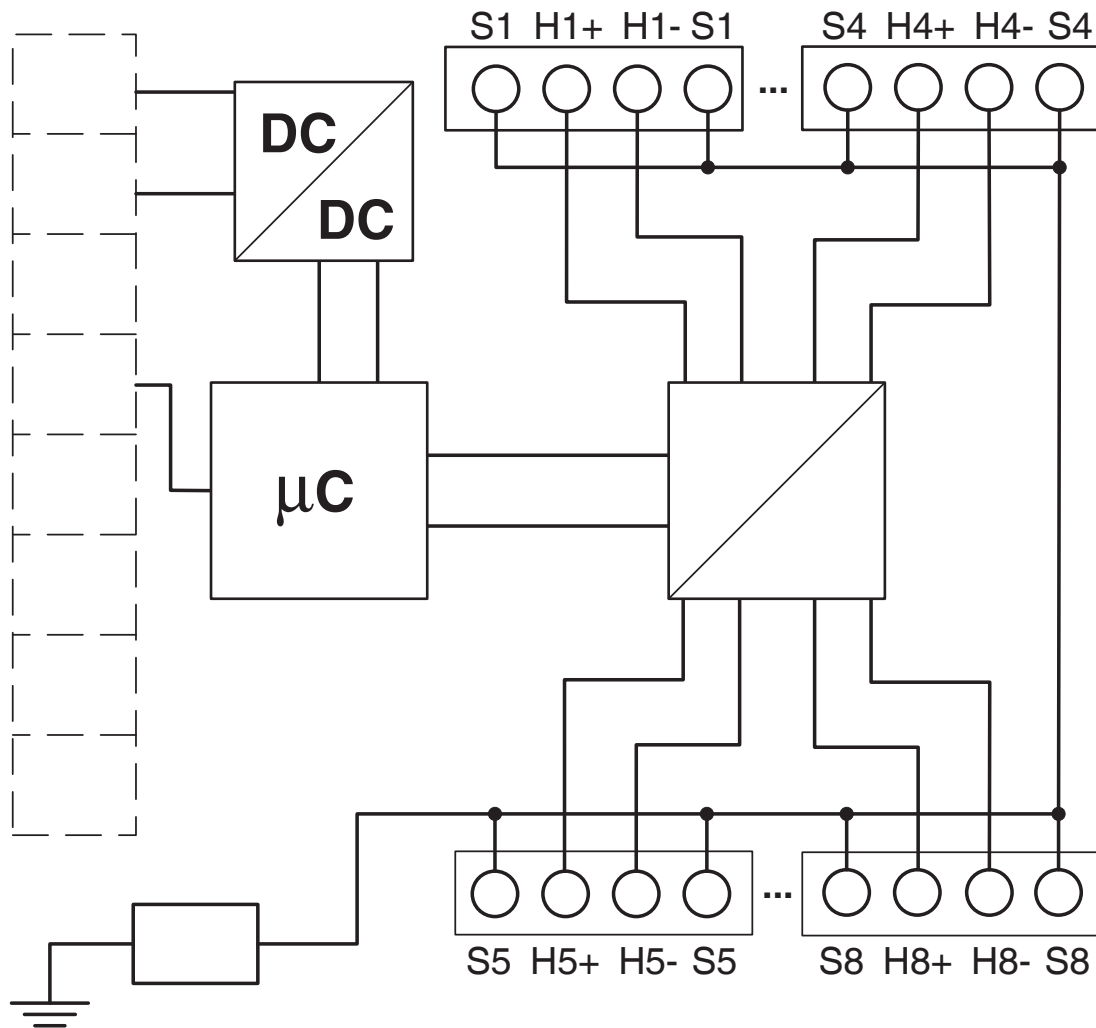 S1 H1+ H1- S1 S4 H4+ H4- S4
...
DC
DC
μC
...
S5 H5+ H5- S5 S8 H8+ H8- S8